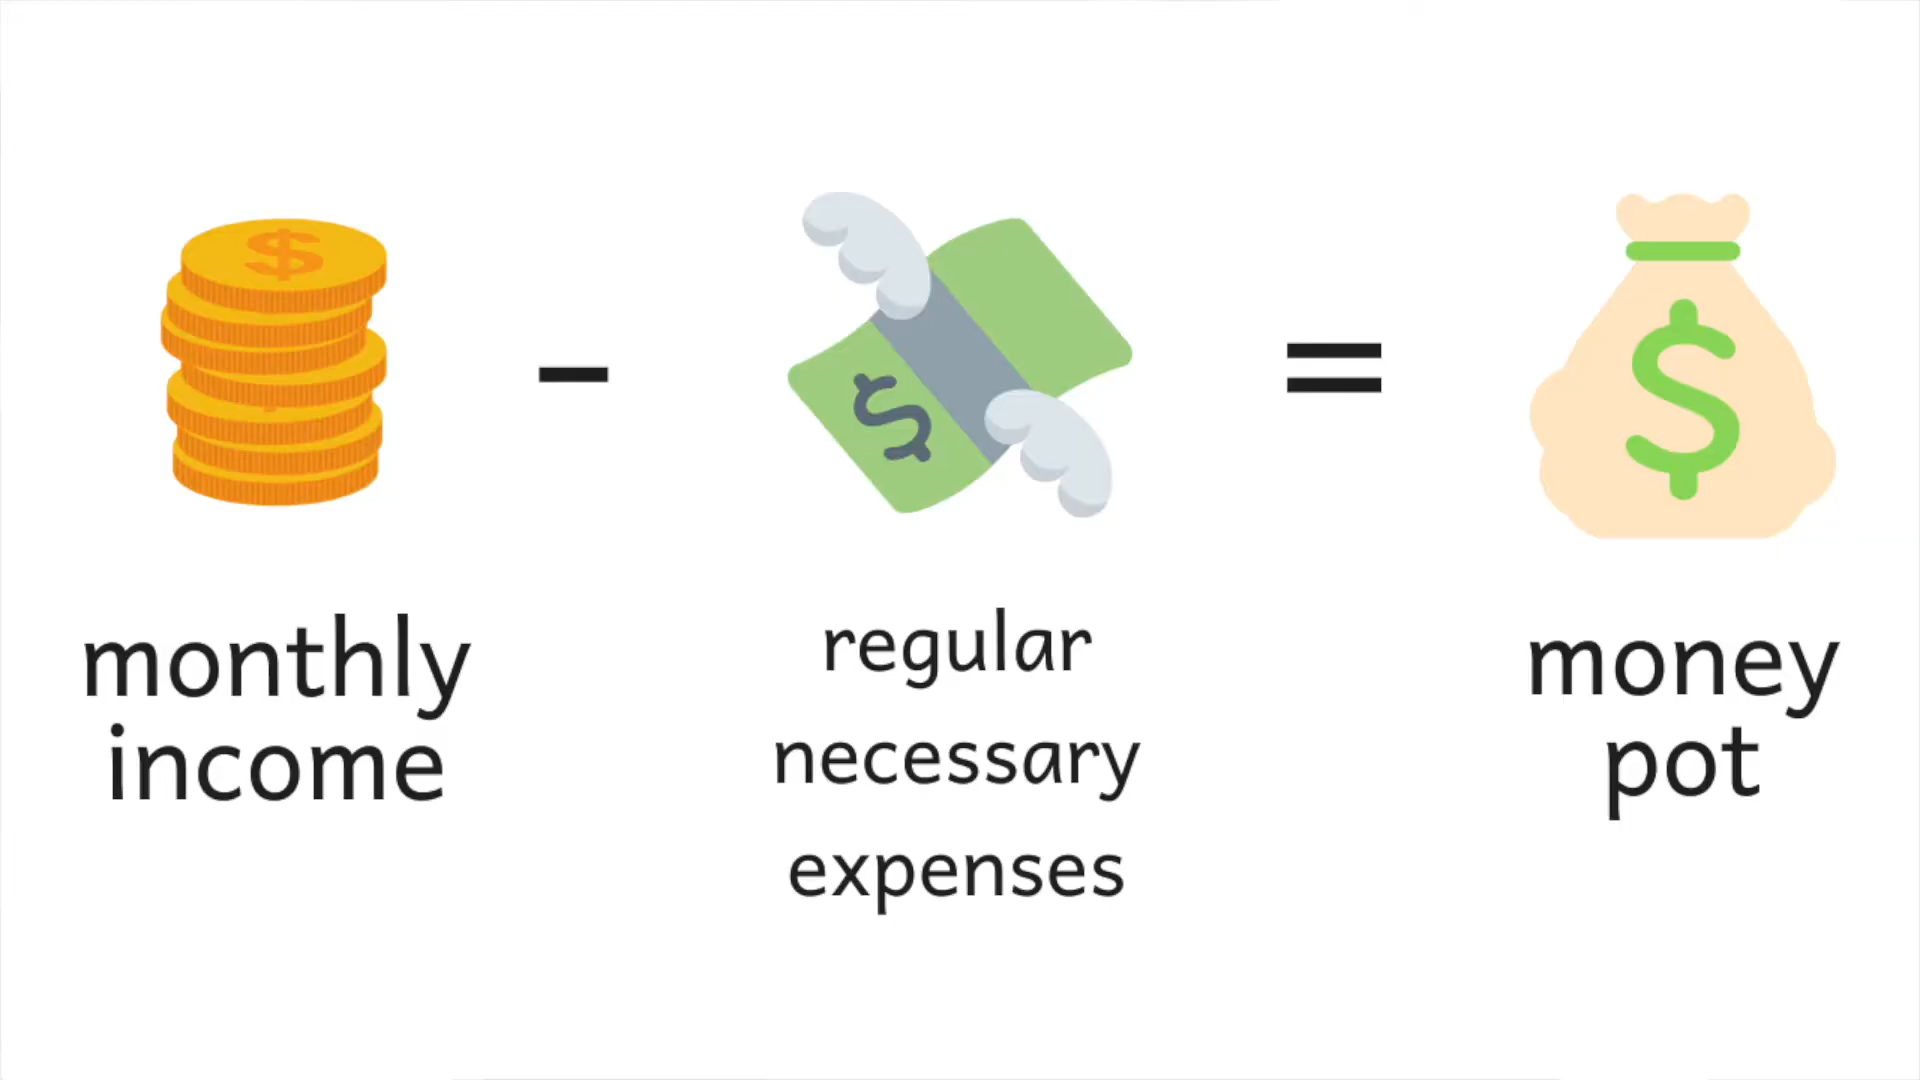 $
–
$
=
$
monthly
income
regular
necessary
expenses
money
pot